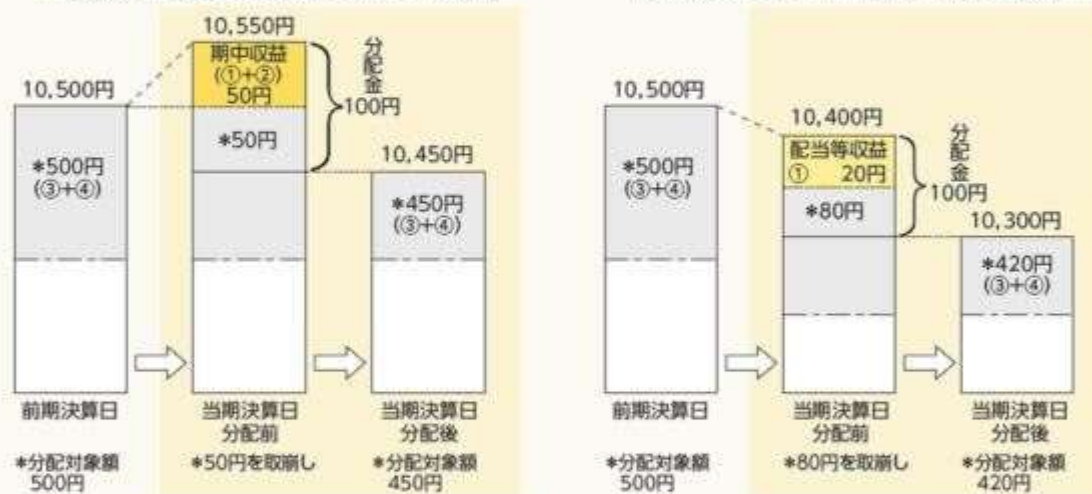 10,550円
期中収益
(①+②)
50円
分配金
100円
10,500円
*50円
*500円
(③+④)
10,450円
*450円
(③+④)
前期決算日
当期決算日
分配前
当期決算日
分配後
*分配対象額
500円
*50円を取崩し
*分配対象額
450円
10,500円
10,400円
配当等収益
① 20円
分配金
100円
*500円
(③+④)
*80円
10,300円
*420円
(③+④)
前期決算日
当期決算日
分配前
当期決算日
分配後
*分配対象額
500円
*80円を取崩し
*分配対象額
420円